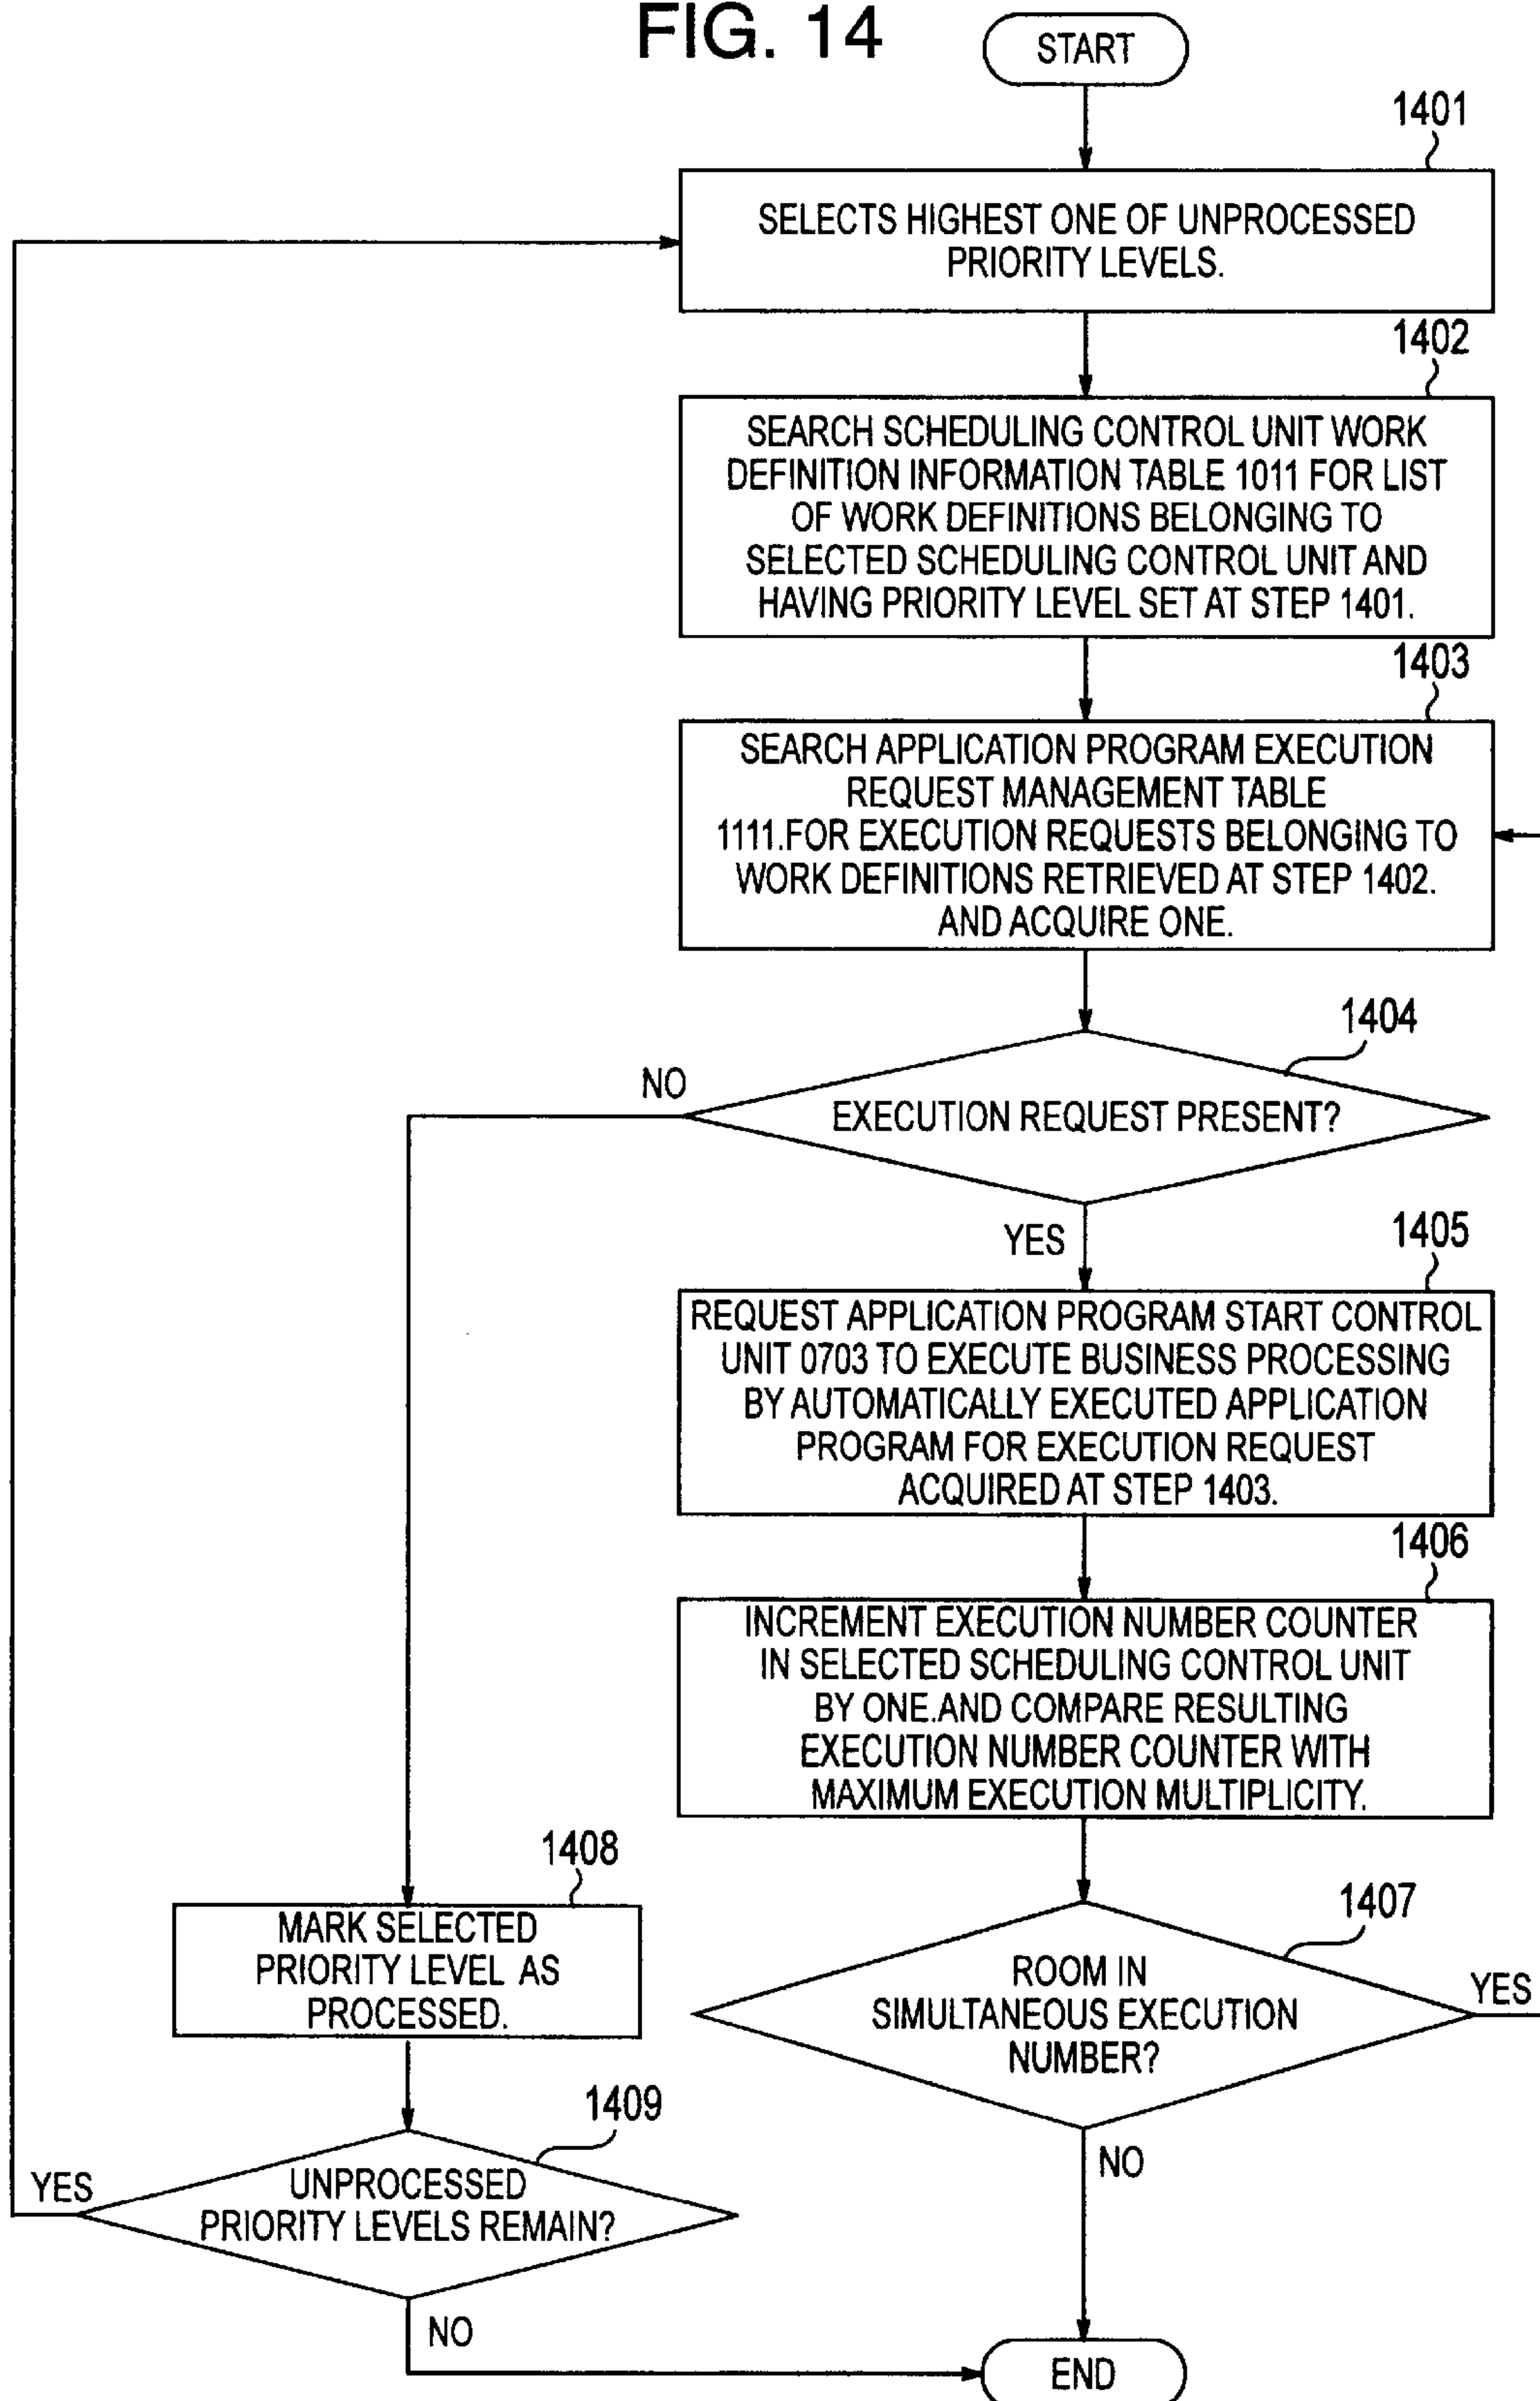 FIG. 14
START
1401
SELECTS HIGHEST ONE OF UNPROCESSED
PRIORITY LEVELS.
1402
SEARCH SCHEDULING CONTROL UNIT WORK
DEFINITION INFORMATION TABLE 1011 FOR LIST
OF WORK DEFINITIONS BELONGING TO
SELECTED SCHEDULING CONTROL UNIT AND
HAVING PRIORITY LEVEL SET AT STEP 1401.
1403
SEARCH APPLICATION PROGRAM EXECUTION
REQUEST MANAGEMENT TABLE
1111.FOR EXECUTION REQUESTS BELONGING TO
WORK DEFINITIONS RETRIEVED AT STEP 1402.
AND ACQUIRE ONE.
1404
NO
EXECUTION REQUEST PRESENT?
YES
1405
REQUEST APPLICATION PROGRAM START CONTROL
UNIT 0703 TO EXECUTE BUSINESS PROCESSING
BY AUTOMATICALLY EXECUTED APPLICATION
PROGRAM FOR EXECUTION REQUEST
ACQUIRED AT STEP 1403.
1406
INCREMENT EXECUTION NUMBER COUNTER
IN SELECTED SCHEDULING CONTROL UNIT
BY ONE.AND COMPARE RESULTING
EXECUTION NUMBER COUNTER WITH
MAXIMUM EXECUTION MULTIPLICITY.
1408
MARK SELECTED
PRIORITY LEVEL AS
PROCESSED.
1407
ROOM IN
SIMULTANEOUS EXECUTION
NUMBER?
YES
1409
YES
UNPROCESSED
PRIORITY LEVELS REMAIN?
NO
NO
END